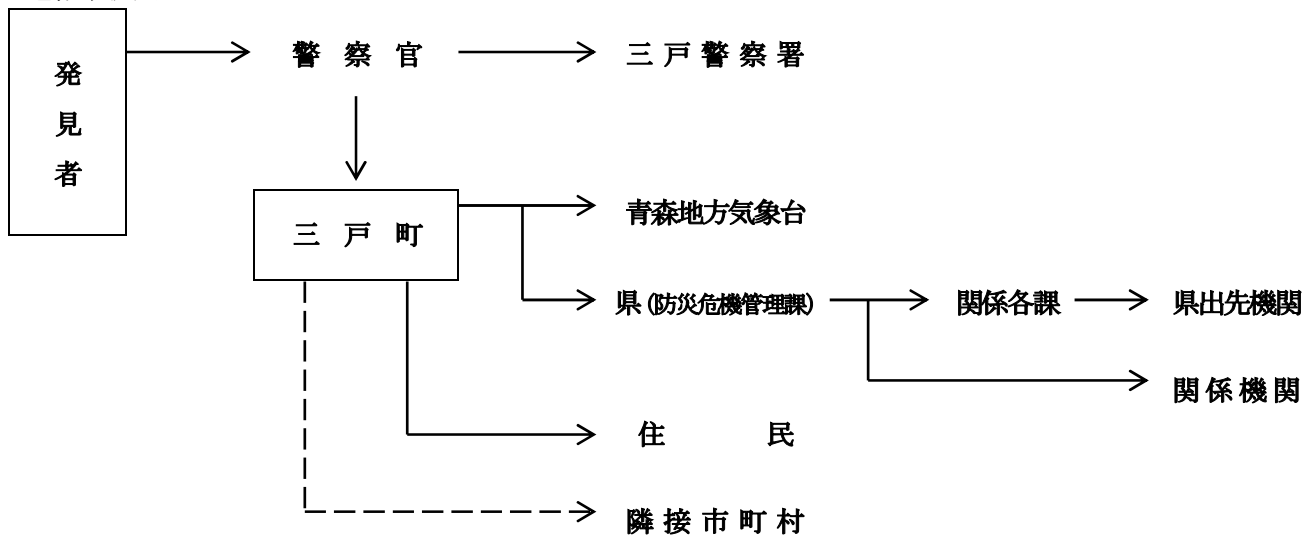 発見者
警察官
三戸警察署
三戸町
青森地方気象台
県(防災危機管理課)
関係各課
県出先機関
関係機関
住民
隣接市町村